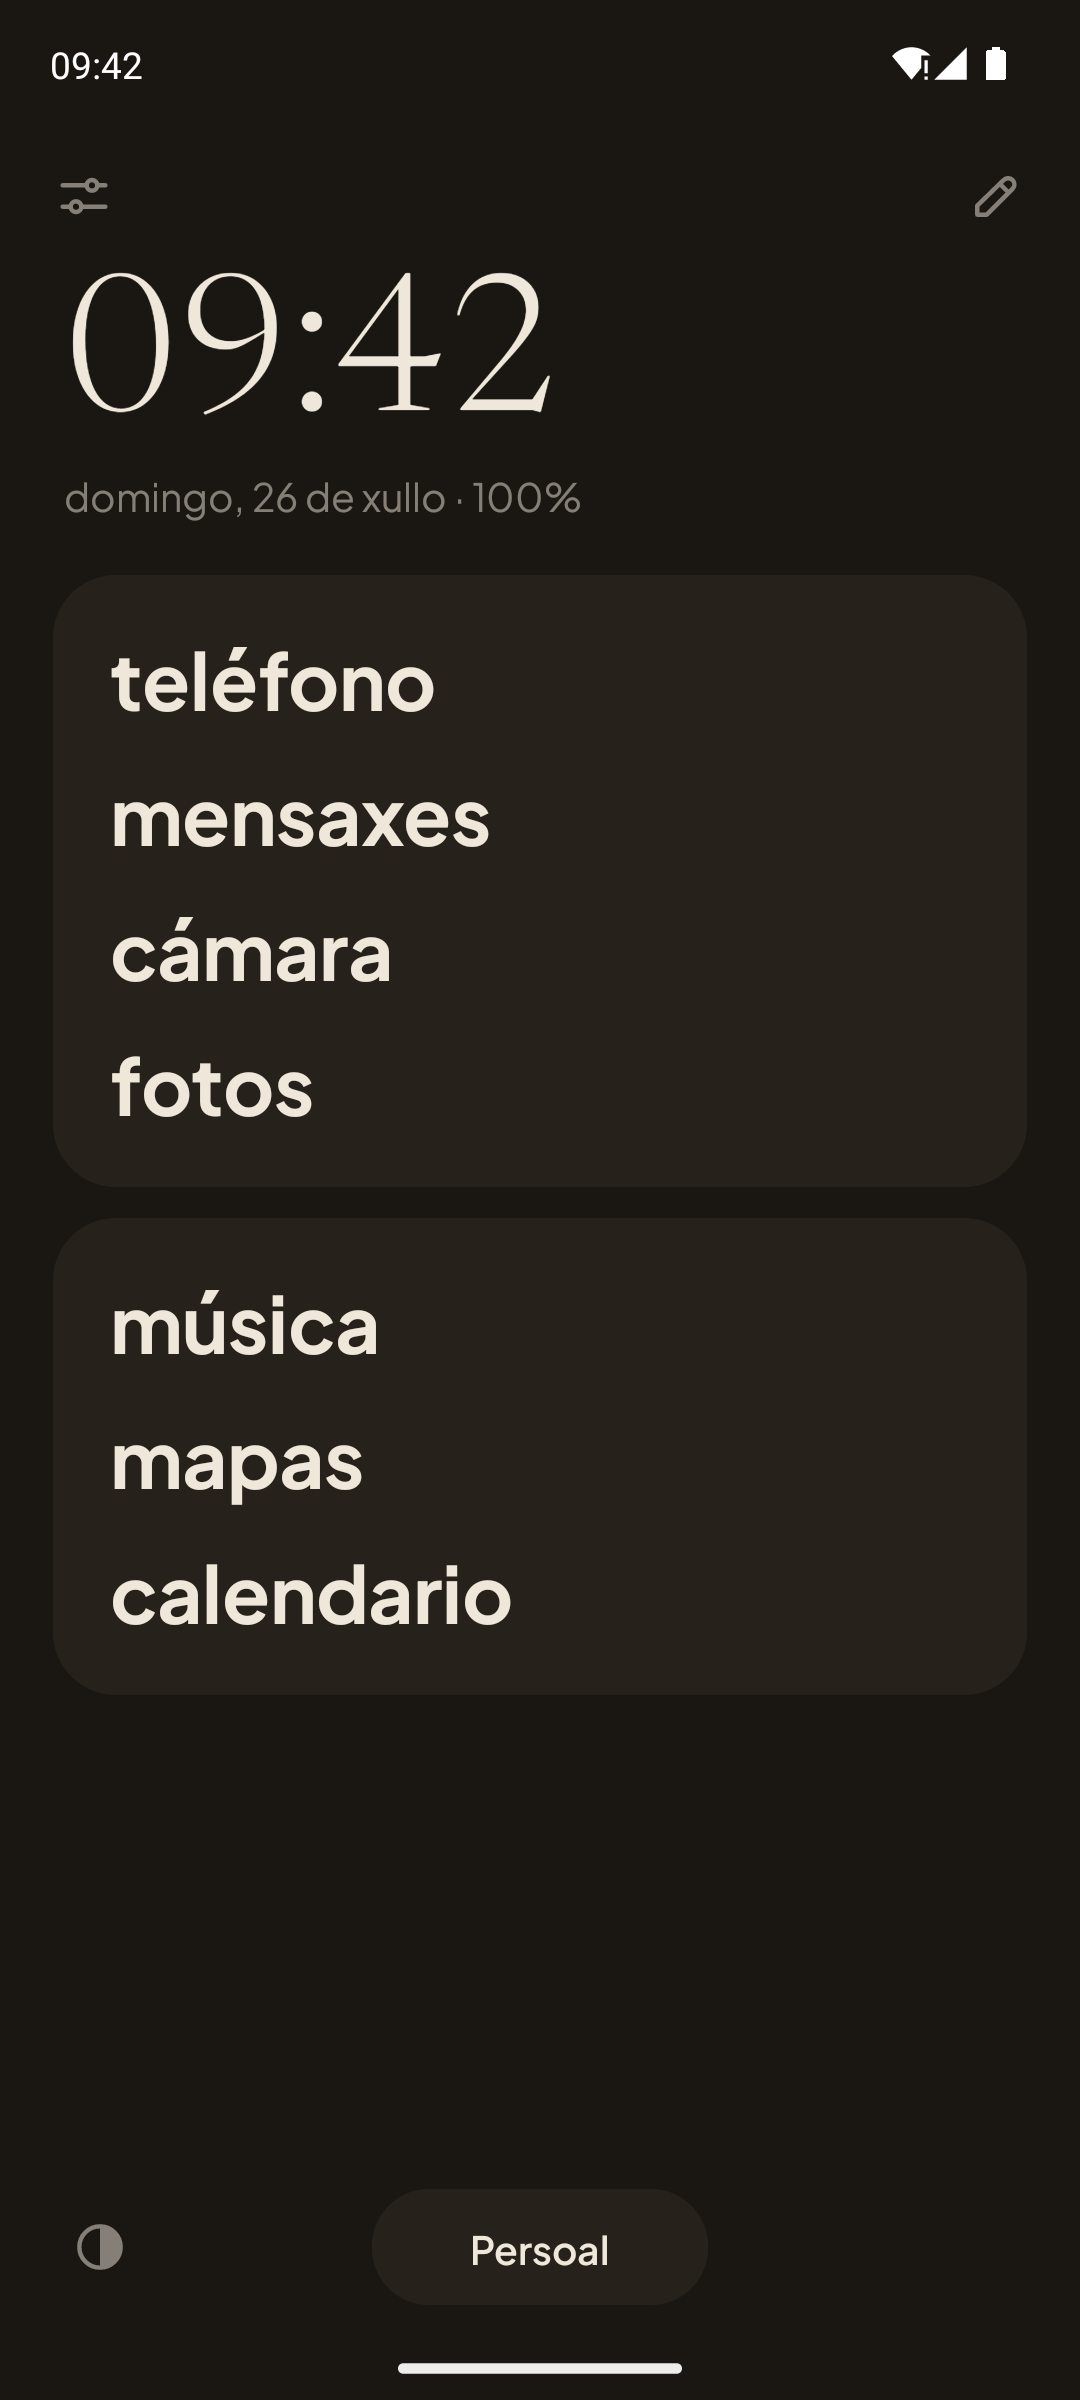 09:42
09:42
domingo, 26 de xullo · 100%
teléfono
mensaxes
cámara
fotos
música
mapas
calendario
Persoal